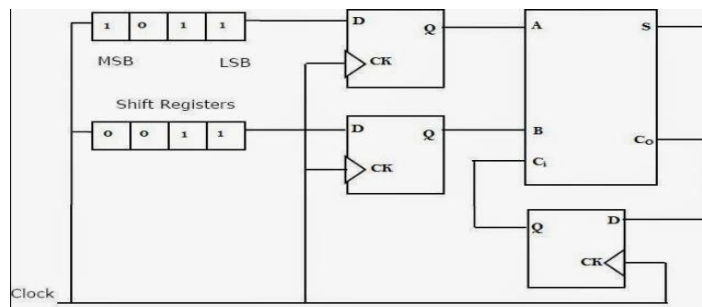 1 0 1 1 D Q A S
CK
MSB LSB
Shift Registers
0 0 1 1 D Q B Co
CK Ci
Q D
CK
Clock